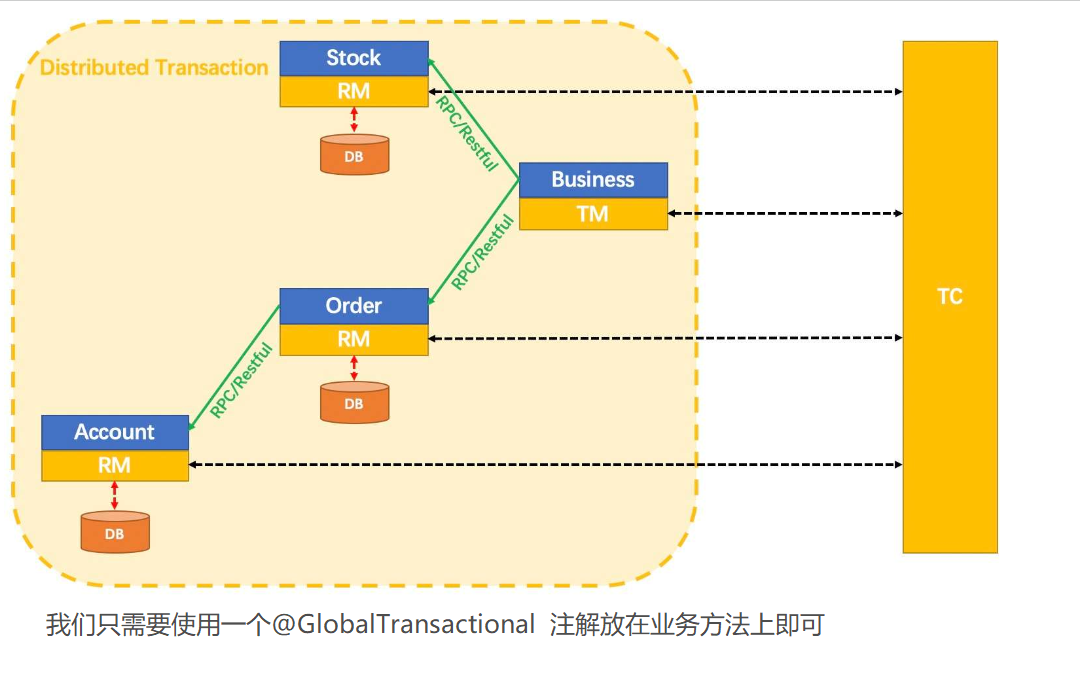 Distributed Transaction
Stock
RM
DB
RPC/Restful
Business
TM
RPC/Restful
Order
RM
DB
RPC/Restful
Account
RM
DB
TC
我们只需要使用一个@GlobalTransactional 注解放在业务方法上即可